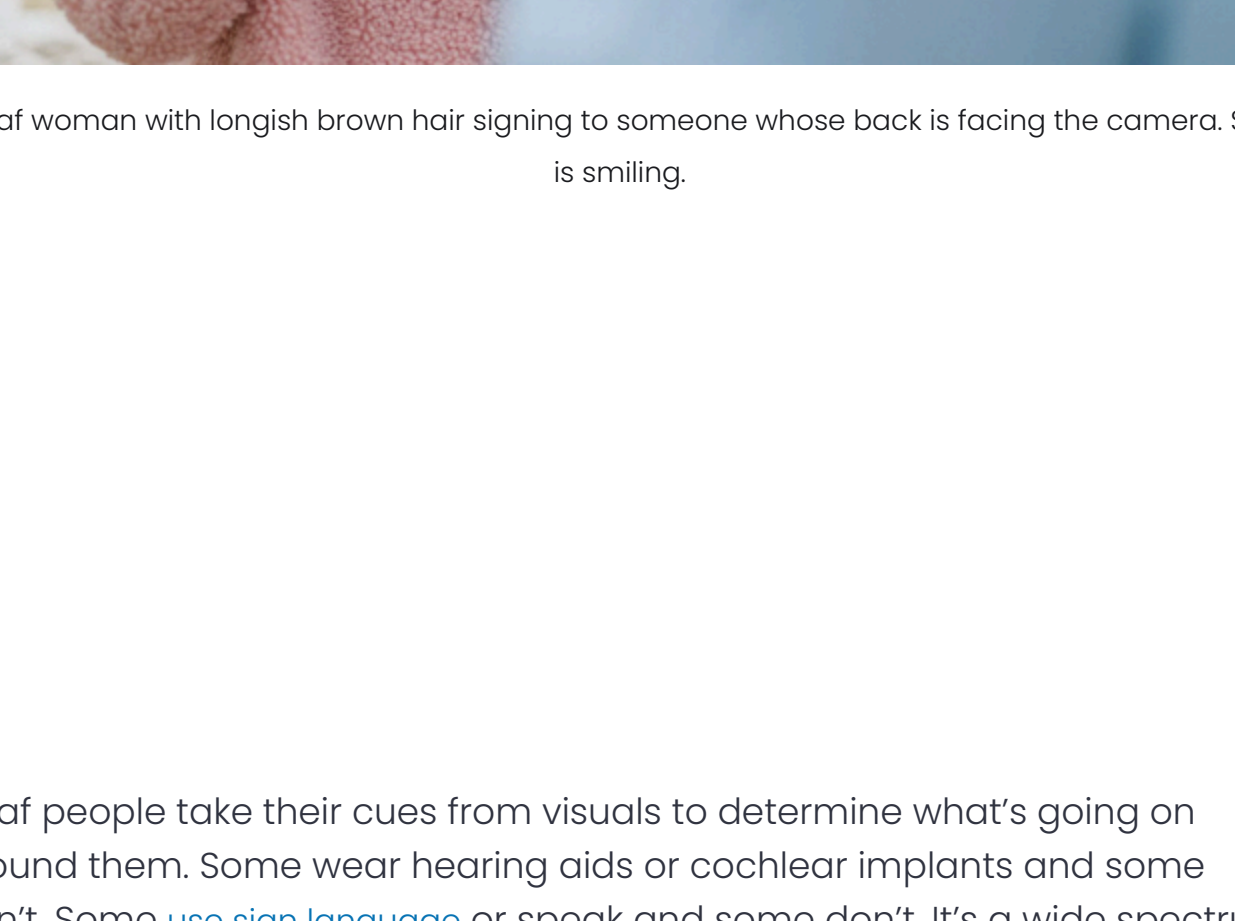 af woman with longish brown hair signing to someone whose back is facing the camera. S
is smiling.
af people take their cues from visuals to determine what’s going on
ound them. Some wear hearing aids or cochlear implants and some
n’t. Some use sign language or speak and some don’t. It’s a wide spectru